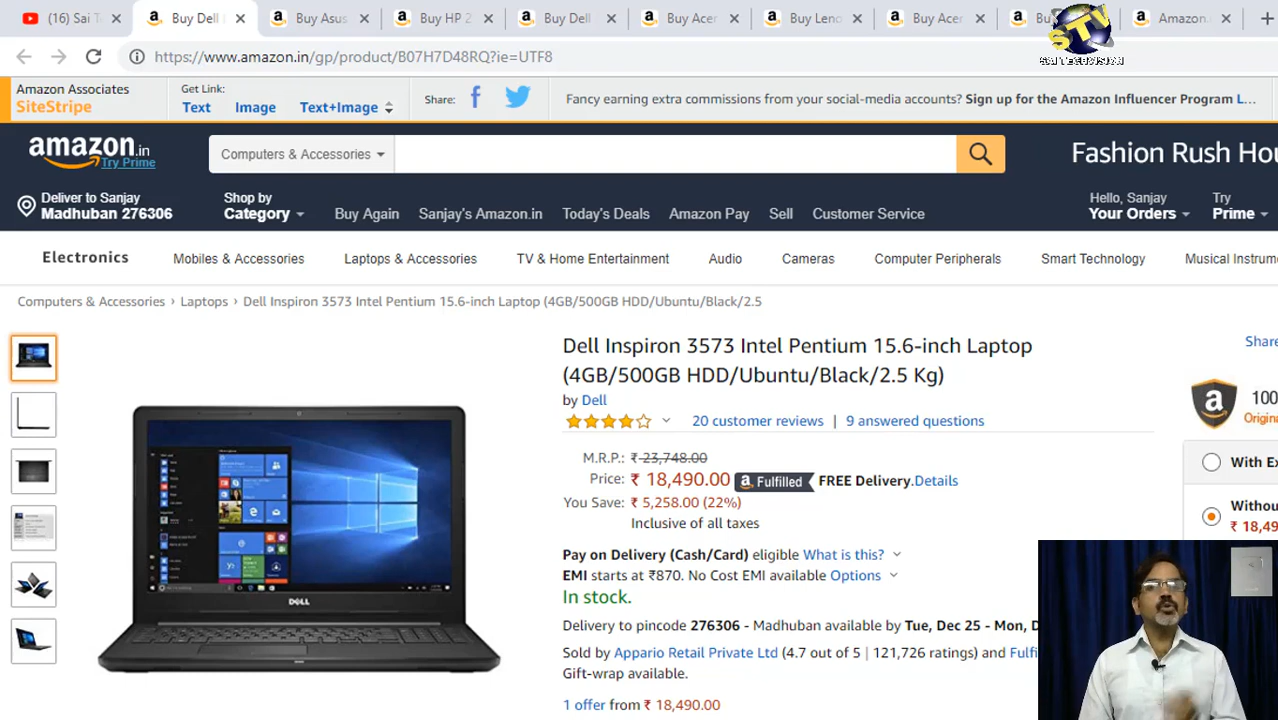 (16) Sai T
Buy Dell
Buy Asus
Buy HP 2
Buy Dell
Buy Acer
Buy Leno
Buy Acer
Bu
Amazon.
STV
SAI TECHVISION
https://www.amazon.in/gp/product/B07H7D48RQ?ie=UTF8
Amazon Associates
SiteStripe
Get Link:
Text
Image
Text+Image
Share:
Fancy earning extra commissions from your social-media accounts? Sign up for the Amazon Influencer Program L...
amazon.in
Try Prime
Computers & Accessories
Fashion Rush Hou
Deliver to Sanjay
Madhuban 276306
Shop by
Category
Buy Again
Sanjay's Amazon.in
Today's Deals
Amazon Pay
Sell
Customer Service
Hello, Sanjay
Your Orders
Try
Prime
Electronics
Mobiles & Accessories
Laptops & Accessories
TV & Home Entertainment
Audio
Cameras
Computer Peripherals
Smart Technology
Musical Instrum
Computers & Accessories › Laptops › Dell Inspiron 3573 Intel Pentium 15.6-inch Laptop (4GB/500GB HDD/Ubuntu/Black/2.5
Dell Inspiron 3573 Intel Pentium 15.6-inch Laptop
(4GB/500GB HDD/Ubuntu/Black/2.5 Kg)
by Dell
20 customer reviews | 9 answered questions
M.R.P.: ₹ 23,748.00
Price: ₹ 18,490.00 a Fulfilled FREE Delivery.Details
You Save: ₹ 5,258.00 (22%)
Inclusive of all taxes
Pay on Delivery (Cash/Card) eligible What is this?
EMI starts at ₹870. No Cost EMI available Options
In stock.
Delivery to pincode 276306 - Madhuban available by Tue, Dec 25 - Mon, D
Sold by Appario Retail Private Ltd (4.7 out of 5 | 121,726 ratings) and Fulfi
Gift-wrap available.
1 offer from ₹ 18,490.00
Share
a
100
Origin
With Ex
Withou
₹ 18,49
DELL